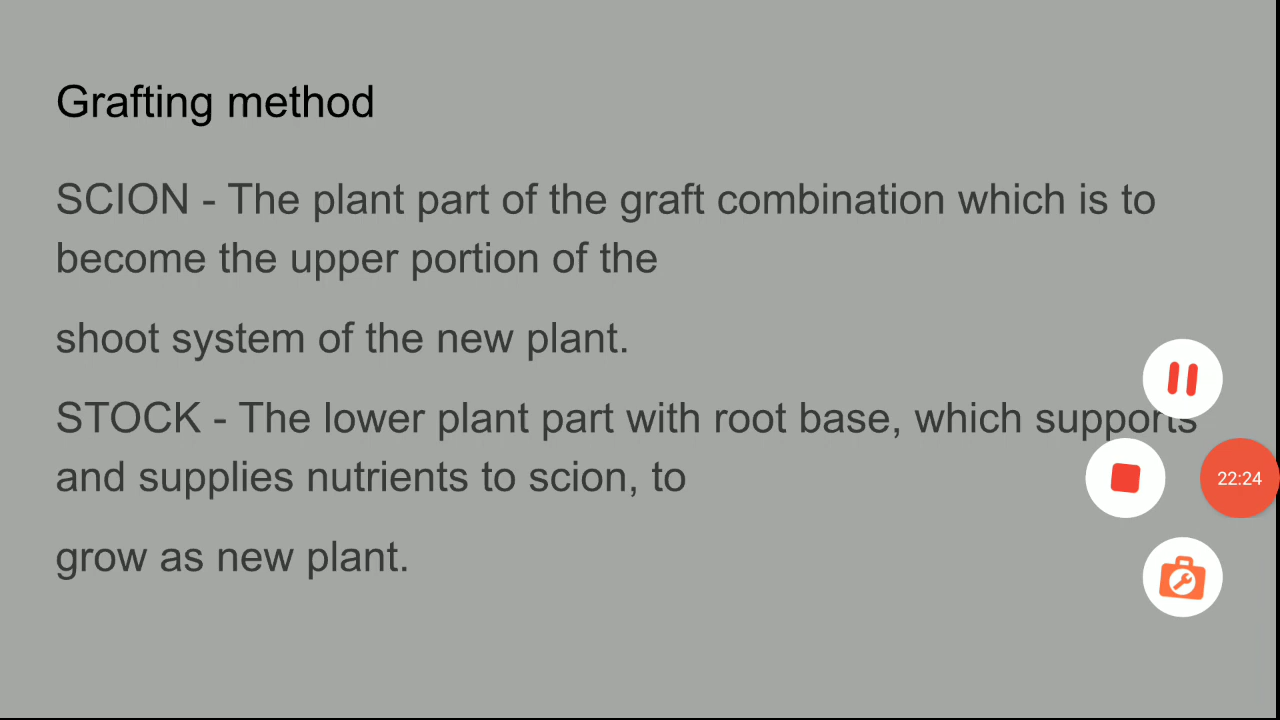 Grafting method
SCION - The plant part of the graft combination which is to
become the upper portion of the
shoot system of the new plant.
STOCK - The lower plant part with root base, which supports
and supplies nutrients to scion, to
22:24
grow as new plant.